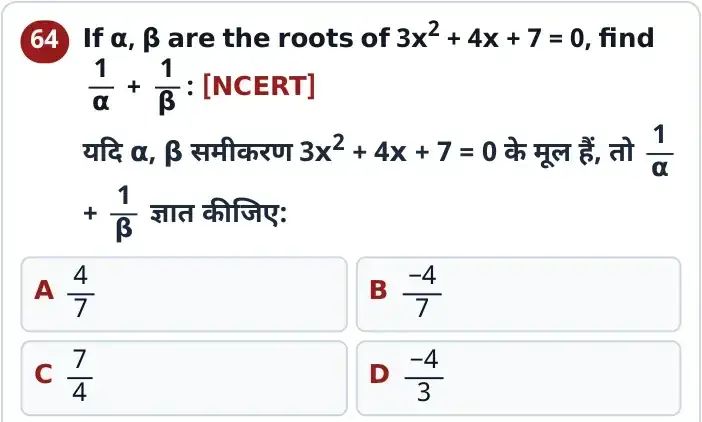 64 If α, β are the roots of 3x² + 4x + 7 = 0, find
1/α + 1/β : [NCERT]
यदि α, β समीकरण 3x² + 4x + 7 = 0 के मूल हैं, तो 1/α
+ 1/β ज्ञात कीजिए:
A 4/7 B −4/7
C 7/4 D −4/3